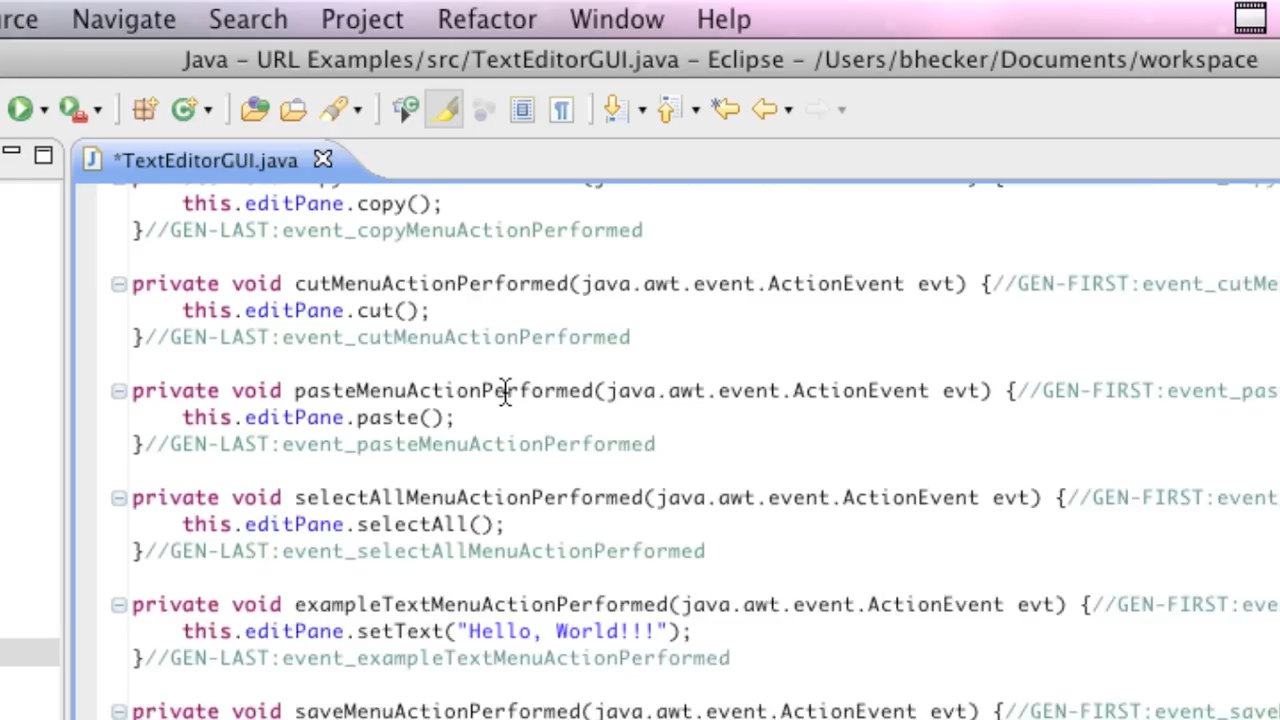 Navigate Search Project Refactor Window Help
Java – URL Examples/src/TextEditorGUI.java – Eclipse – /Users/bhecker/Documents/workspace
*TextEditorGUI.java
this.editPane.copy();
}//GEN-LAST:event_copyMenuActionPerformed
private void cutMenuActionPerformed(java.awt.event.ActionEvent evt) {//GEN-FIRST:event_cutMe
this.editPane.cut();
}//GEN-LAST:event_cutMenuActionPerformed
private void pasteMenuActionPerformed(java.awt.event.ActionEvent evt) {//GEN-FIRST:event_pas
this.editPane.paste();
}//GEN-LAST:event_pasteMenuActionPerformed
private void selectAllMenuActionPerformed(java.awt.event.ActionEvent evt) {//GEN-FIRST:event
this.editPane.selectAll();
}//GEN-LAST:event_selectAllMenuActionPerformed
private void exampleTextMenuActionPerformed(java.awt.event.ActionEvent evt) {//GEN-FIRST:eve
this.editPane.setText("Hello, World!!!");
}//GEN-LAST:event_exampleTextMenuActionPerformed
private void saveMenuActionPerformed(java.awt.event.ActionEvent evt) {//GEN-FIRST:event_save